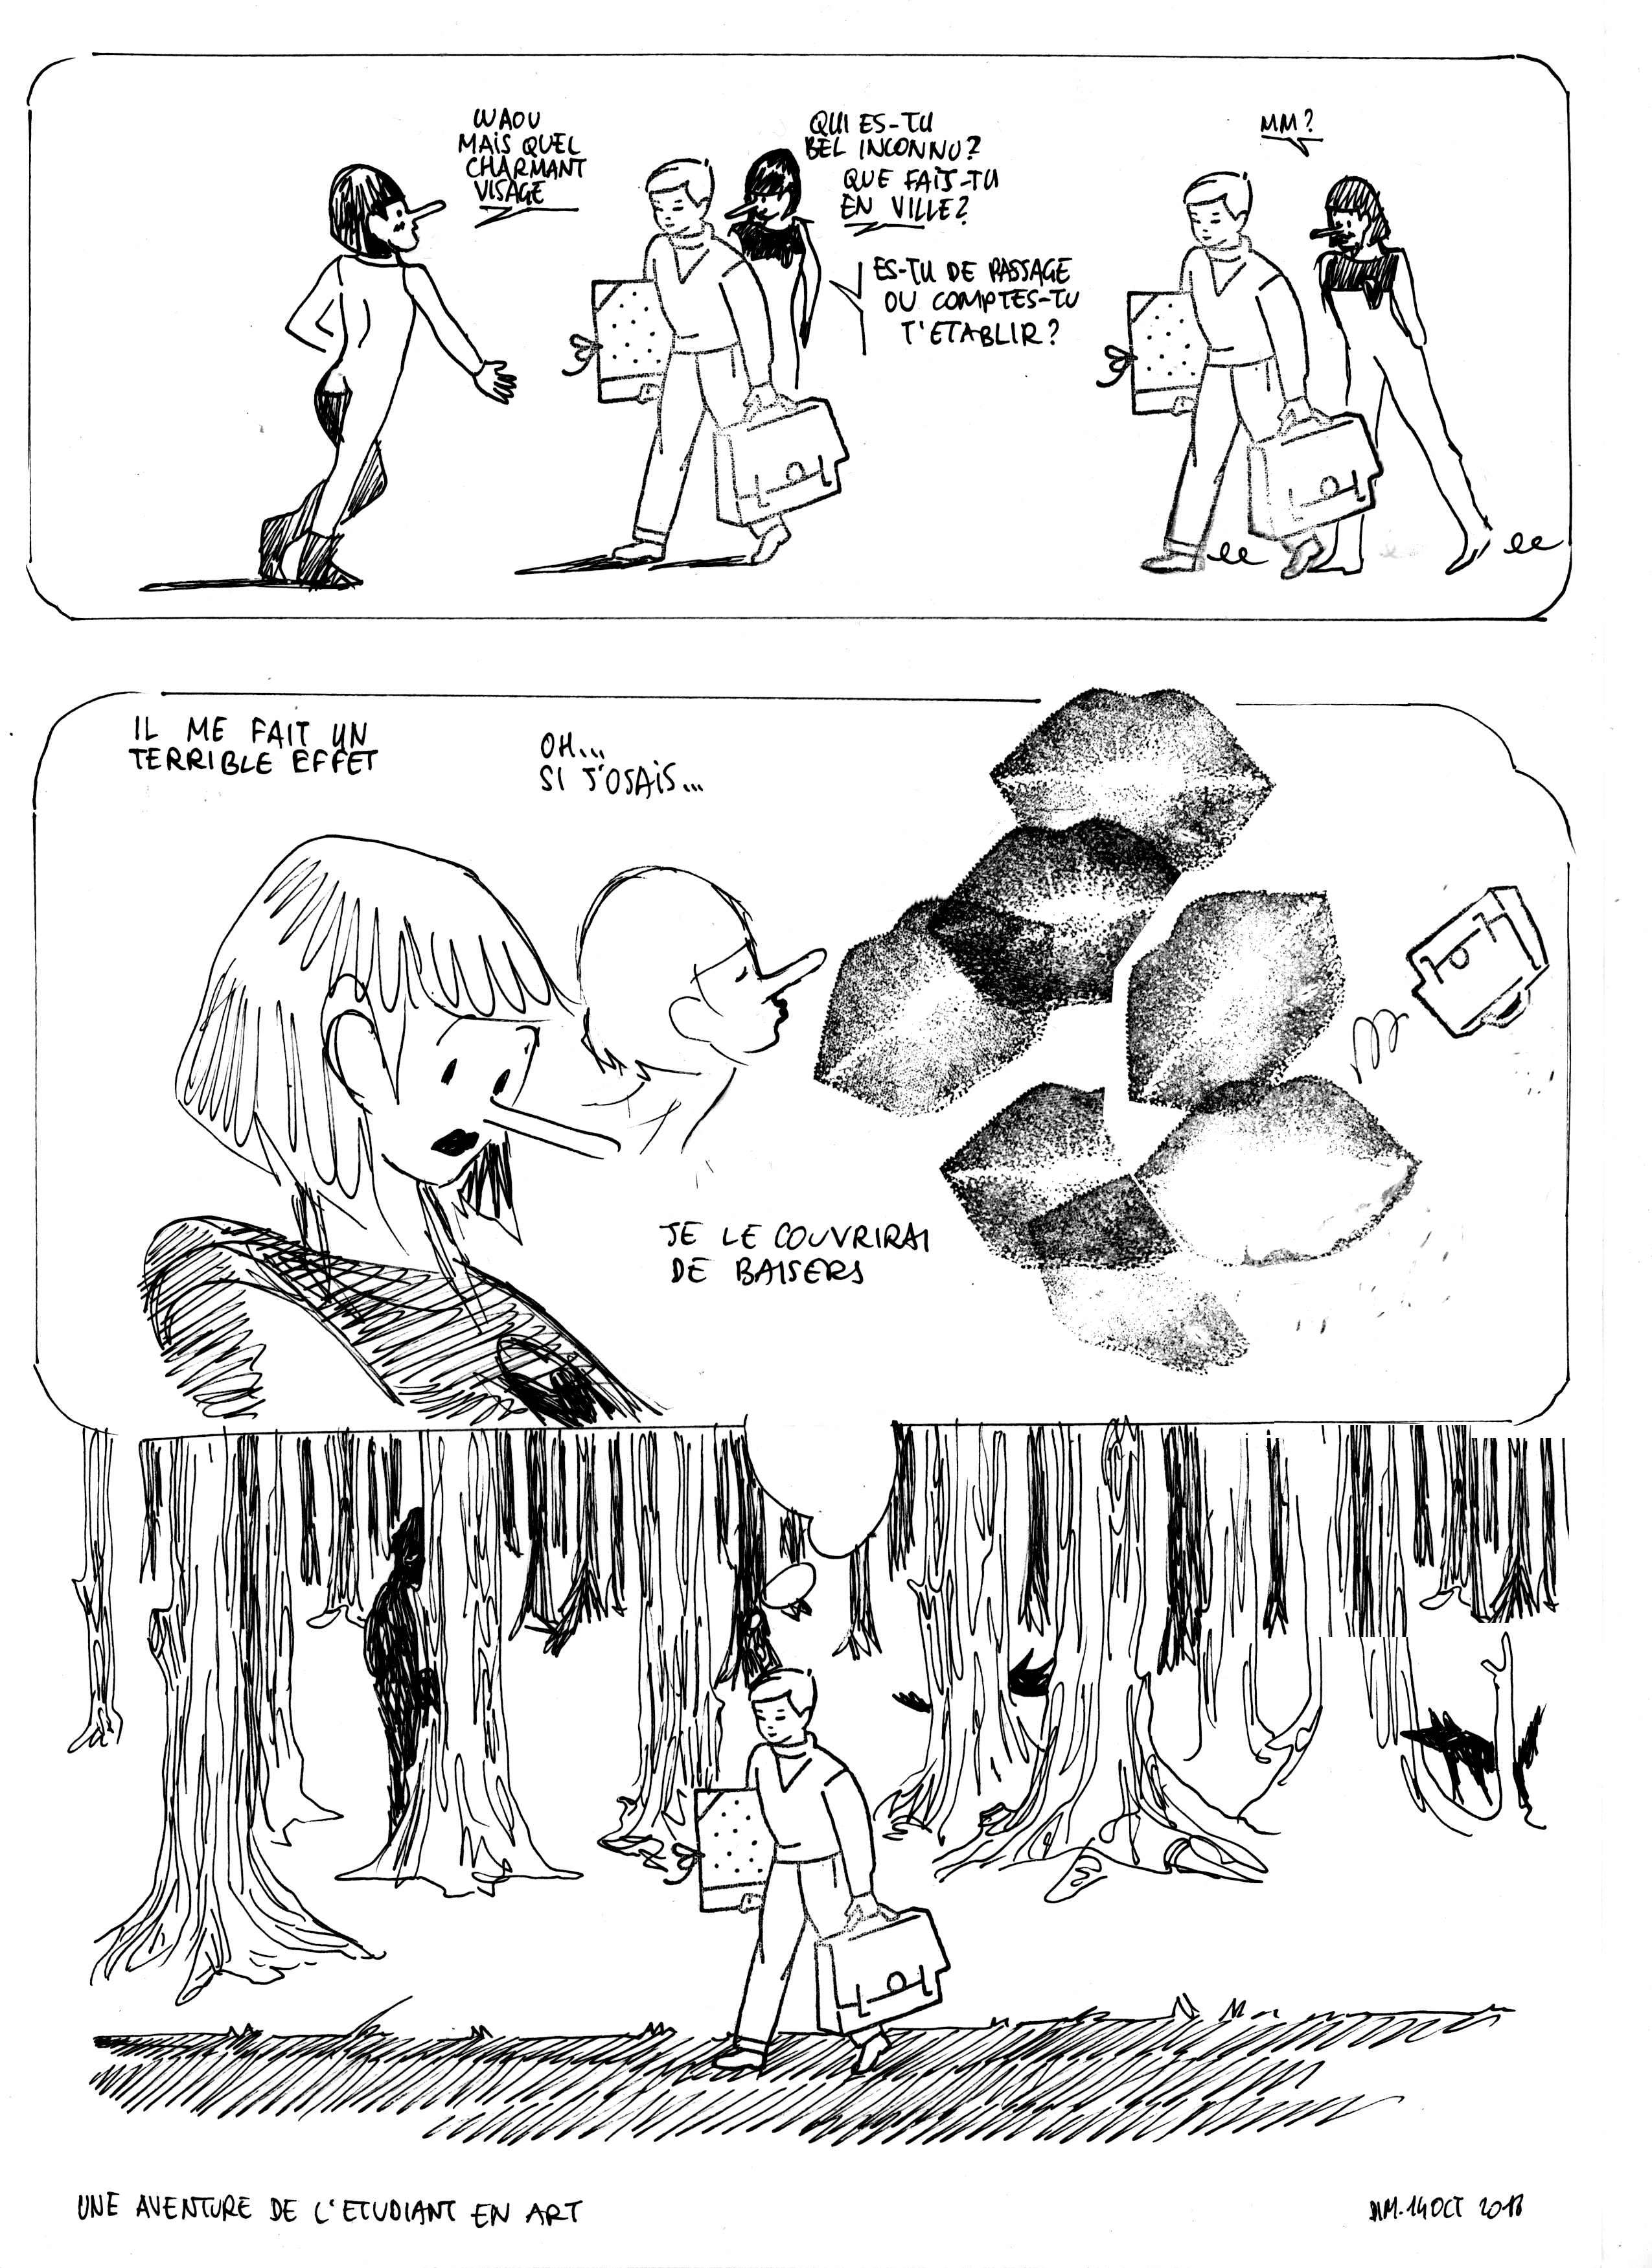 WAOU
MAIS QUEL
CHARMANT
VISAGE
QUI ES-TU
BEL INCONNU?
QUE FAIS-TU
EN VILLE?
ES-TU DE PASSAGE
OU COMPTES-TU
T'ETABLIR?
MM?
IL ME FAIT UN
TERRIBLE EFFET
OH...
SI J'OSAIS...
JE LE COUVRIRAI
DE BAISERS
UNE AVENTURE DE L'ETUDIANT EN ART
MM. 14 OCT 2018